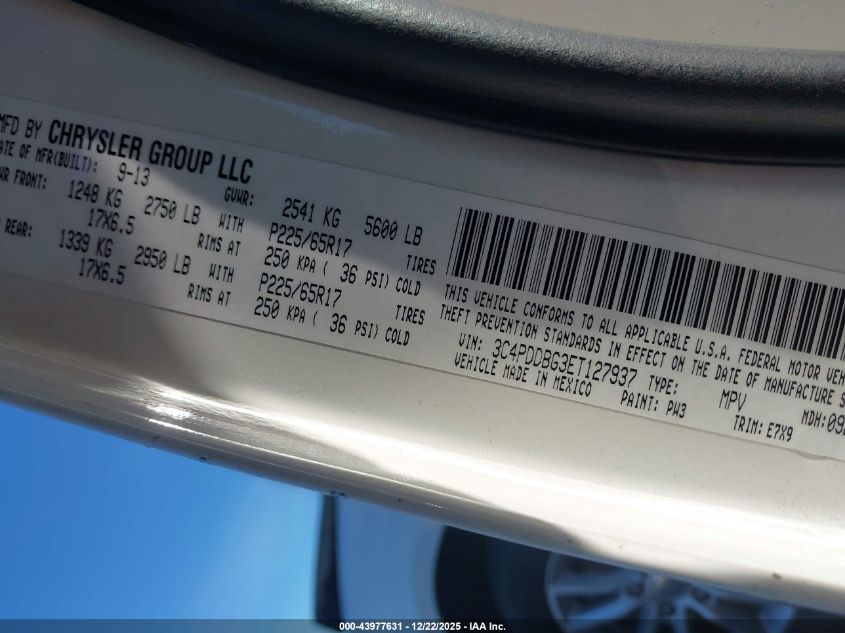 MFD BY CHRYSLER GROUP LLC
DATE OF MFR(BUILT): 9-13 GVWR: 2541 KG 5600 LB
FRONT: 1248 KG 2750 LB WITH P225/65R17 TIRES
17X6.5 RIMS AT 250 KPA ( 36 PSI) COLD
REAR: 1339 KG 2950 LB WITH P225/65R17 TIRES
17X6.5 RIMS AT 250 KPA ( 36 PSI) COLD
THIS VEHICLE CONFORMS TO ALL APPLICABLE U.S.A. FEDERAL MOTOR
THEFT PREVENTION STANDARDS IN EFFECT ON THE DATE OF MANUFACTURE
VIN: 3C4PDDBG3ET127937 TYPE: MPV
VEHICLE MADE IN MEXICO PAINT: PW3 MDH:
TRIM: E7X9
000-43977631 - 12/22/2025 - IAA Inc.